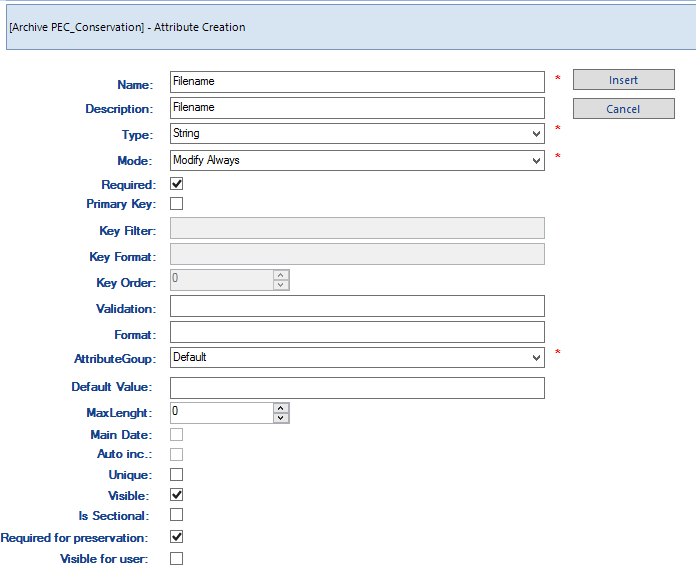 [Archive PEC_Conservation] - Attribute Creation
Name: Filename * Insert
Description: Filename Cancel
Type: String *
Mode: Modify Always *
Required:
Primary Key:
Key Filter:
Key Format:
Key Order: 0
Validation:
Format:
AttributeGoup: Default *
Default Value:
MaxLenght: 0
Main Date:
Auto inc.:
Unique:
Visible:
Is Sectional:
Required for preservation:
Visible for user: